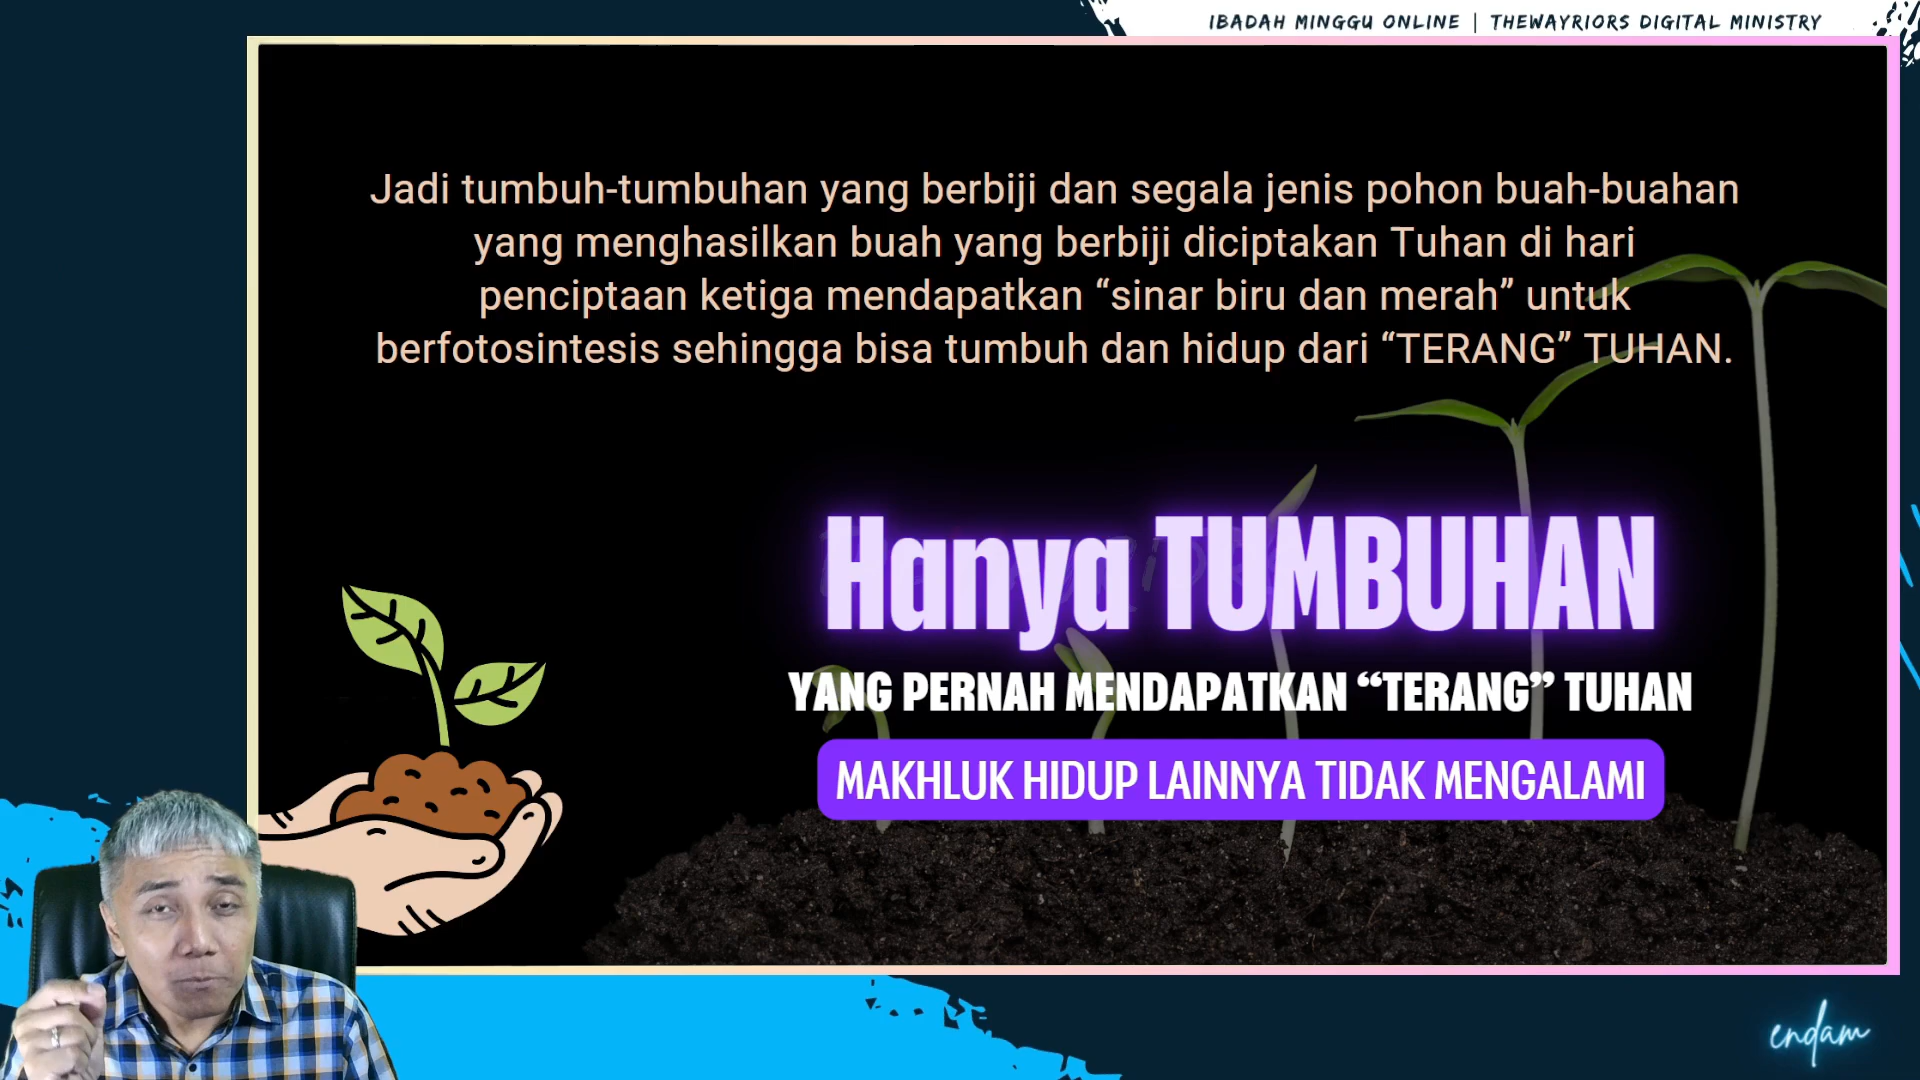 IBADAH MINGGU ONLINE | THEWAYRIORS DIGITAL MINISTRY
Jadi tumbuh-tumbuhan yang berbiji dan segala jenis pohon buah-buahan
yang menghasilkan buah yang berbiji diciptakan Tuhan di hari
penciptaan ketiga mendapatkan “sinar biru dan merah” untuk
berfotosintesis sehingga bisa tumbuh dan hidup dari “TERANG” TUHAN.
Hanya TUMBUHAN
YANG PERNAH MENDAPATKAN “TERANG” TUHAN
MAKHLUK HIDUP LAINNYA TIDAK MENGALAMI
endam